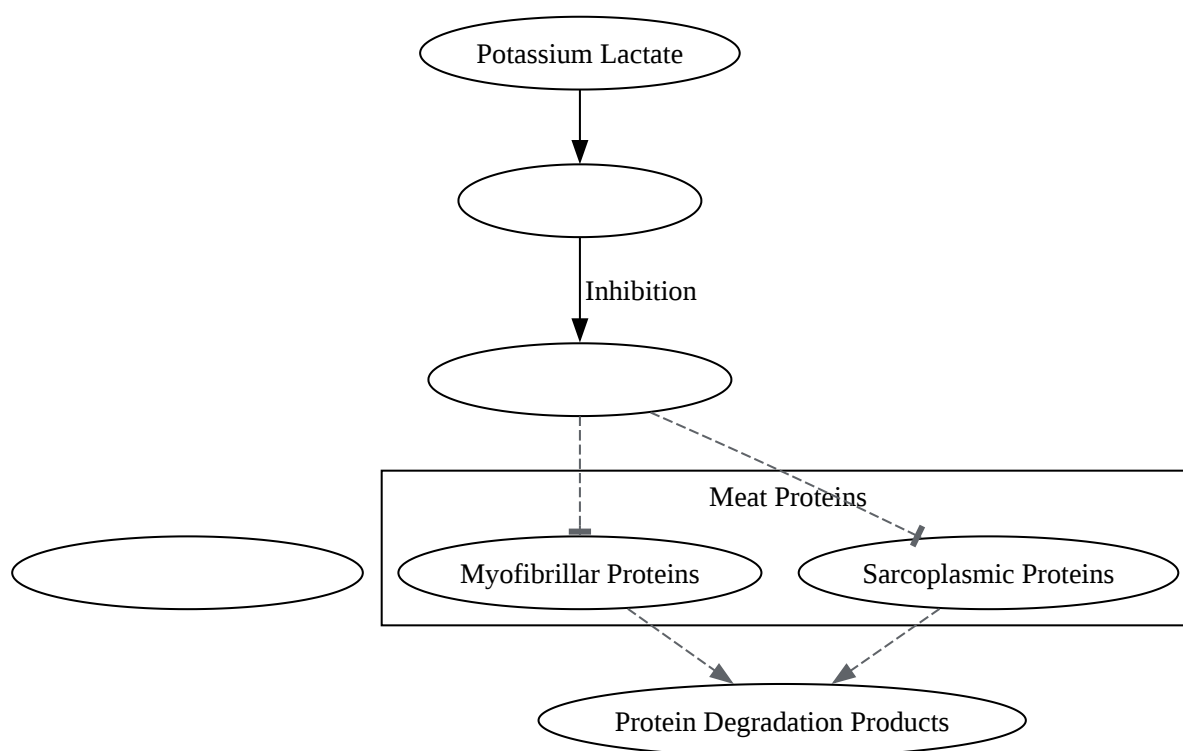 Potassium Lactate
Inhibition
Meat Proteins
Myofibrillar Proteins
Sarcoplasmic Proteins
Protein Degradation Products